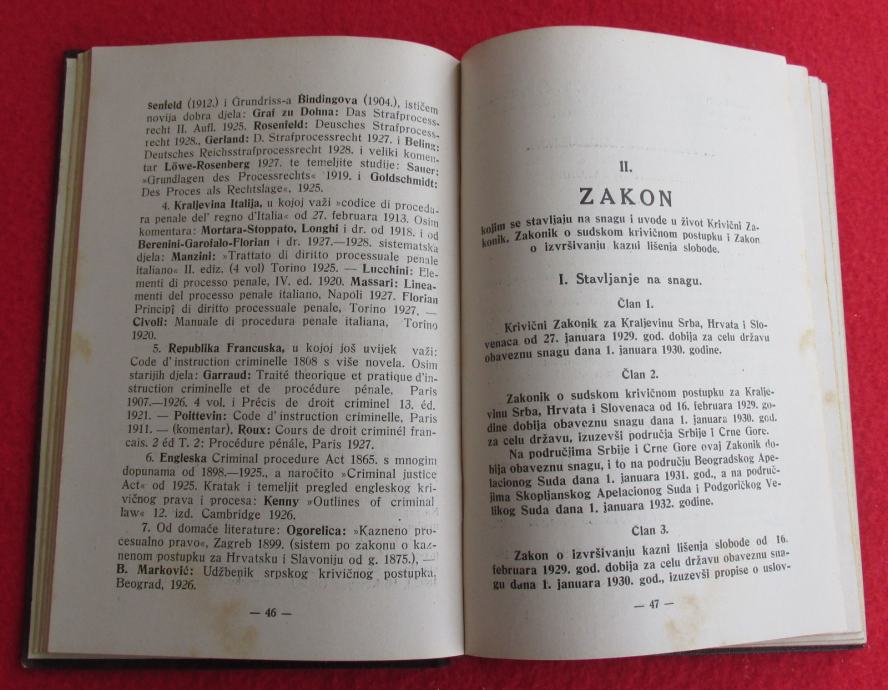 senfeld (1912.) i Grundriss-a Bindingova (1904.), ističem
novija dobra djela: Graf zu Dohna: Das Strafprocess-
recht II. Aufl. 1925. Rosenfeld: Deusches Strafprocess-
recht 1928., Gerland: D. Strafprocessrecht 1927. i Beling:
Deutsches Reichsstrafprocessrecht 1928. i veliki komen-
tar Löwe-Rosenberg 1927. te temeljite studije: Sauer:
»Grundlagen des Processrechts« 1919. i Goldschmidt:
Des Proces als Rechtslage«, 1925.
4. Kraljevina Italija, u kojoj važi »codice di procedu-
ra penale del' regno d'Italia« od 27. februara 1913. Osim
komentara: Mortara-Stoppato, Longhi i dr. od 1918. i od
Berenini-Garofalo-Florian i dr. 1927.—1928. sistematska
djela: Manzini: »Trattato di diritto processuale penale
italiano« II. ediz. (4 vol) Torino 1925. — Lucchini: Ele-
menti di processo penale, IV. ed. 1920. Massari: Linea-
menti del processo penale italiano, Napoli 1927. Florian
Principî di diritto processuale penale, Torino 1927. —
Civoli: Manuale di procedura penale italiana, Torino
1920.
5. Republika Francuska, u kojoj još uvijek važi:
Code d'instruction criminelle 1808 s više novela. Osim
starijih djela: Garraud: Traité theorique et pratique d'in-
struction criminelle et de procédure pénale, Paris
1907.—1926. 4 vol. i Précis de droit criminel 13. éd.
1921. — Poittevin: Code d'instruction criminelle, Paris
1911. — (komentar). Roux: Cours de droit criminél fran-
cais. 2 éd T. 2: Procédure pénále, Paris 1927.
6. Engleska Criminal procedure Act 1865. s mnogim
dopunama od 1898.—1925., a naročito »Criminal justice
Act« od 1925. Kratak i temeljit pregled engleskog kri-
vičnog prava i procesa: Kenny »Outlines of criminal
law« 12. izd. Cambridge 1926.
7. Od domaće literature: Ogorelica: »Kazneno pro-
cesualno pravo«, Zagreb 1899. (sistem po zakonu o kaz-
nenom postupku za Hrvatsku i Slavoniju od g. 1875.), —
B. Marković: Udžbenik srpskog krivičnog postupka,
Beograd, 1926.
— 46 —
II.
ZAKON
kojim se stavljaju na snagu i uvode u život Krivični Za-
konik, Zakonik o sudskom krivičnom postupku i Zakon
o izvršivanju kazni lišenja slobode.
I. Stavljanje na snagu.
Član 1.
Krivični Zakonik za Kraljevinu Srba, Hrvata i Slo-
venaca od 27. januara 1929. god. dobija za celu državu
obaveznu snagu dana 1. januara 1930. godine.
Član 2.
Zakonik o sudskom krivičnom postupku za Kralje-
vinu Srba, Hrvata i Slovenaca od 16. februara 1929. go-
dine dobija obaveznu snagu dana 1. januara 1930. god.
za celu državu, izuzevši područja Srbije i Crne Gore.
Na područjima Srbije i Crne Gore ovaj Zakonik do-
bija obaveznu snagu, i to na području Beogradskog Ape-
lacionog Suda dana 1. januara 1931. god., a na područ-
jima Skopljanskog Apelacionog Suda i Podgoričkog Ve-
likog Suda dana 1. januara 1932. godine.
Član 3.
Zakon o izvršivanju kazni lišenja slobode od 16.
februara 1929. god. dobija za celu državu obaveznu sna-
gu dana 1. januara 1930. god., izuzevši propise o uslov-
— 47 —